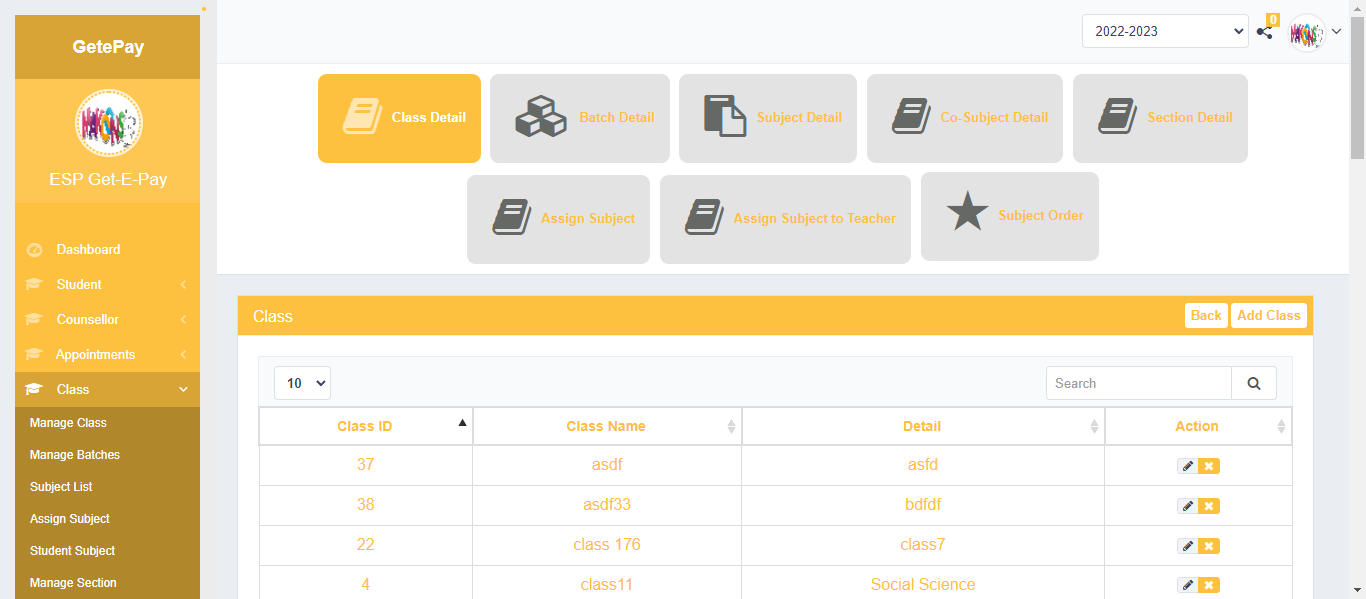 GetePay
ESP Get-E-Pay
Dashboard
Student
Counsellor
Appointments
Class
Manage Class
Manage Batches
Subject List
Assign Subject
Student Subject
Manage Section
2022-2023
0
Class Detail
Batch Detail
Subject Detail
Co-Subject Detail
Section Detail
Assign Subject
Assign Subject to Teacher
Subject Order
Class
Back
Add Class
10
Search
Class ID Class Name Detail Action
37 asdf asfd
38 asdf33 bdfdf
22 class 176 class7
4 class11 Social Science